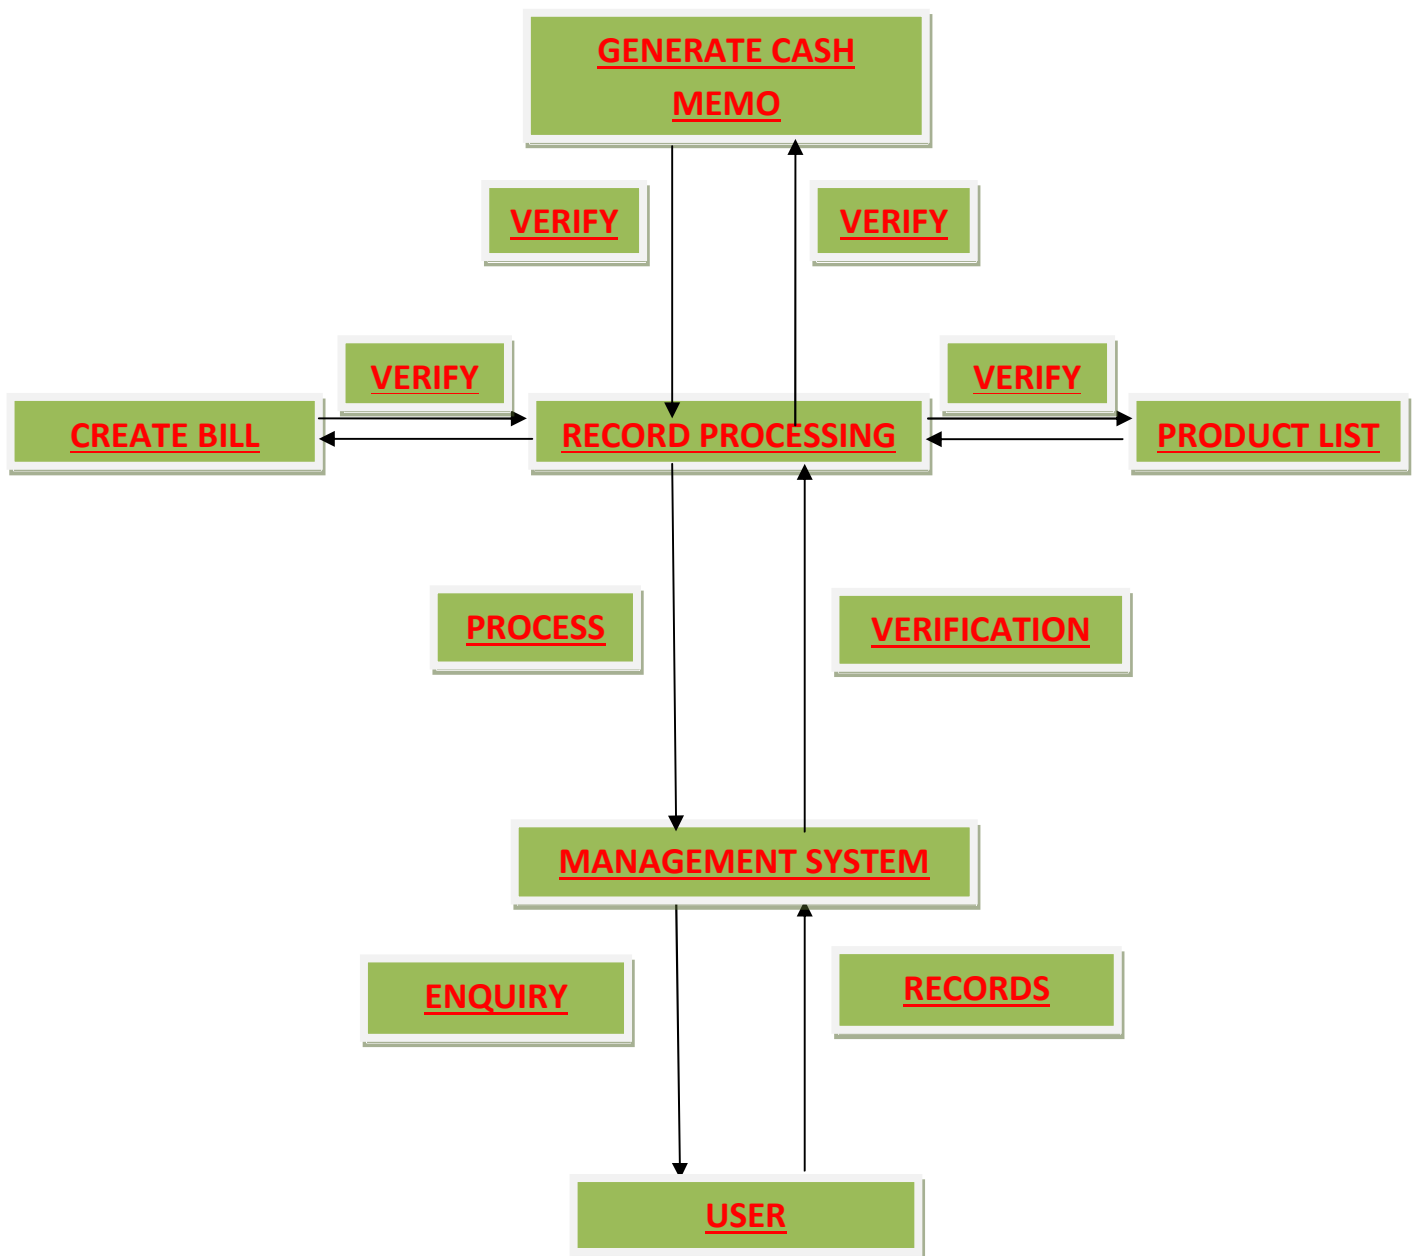 GENERATE CASH
MEMO
VERIFY
VERIFY
VERIFY
VERIFY
CREATE BILL
RECORD PROCESSING
PRODUCT LIST
PROCESS
VERIFICATION
MANAGEMENT SYSTEM
ENQUIRY
RECORDS
USER